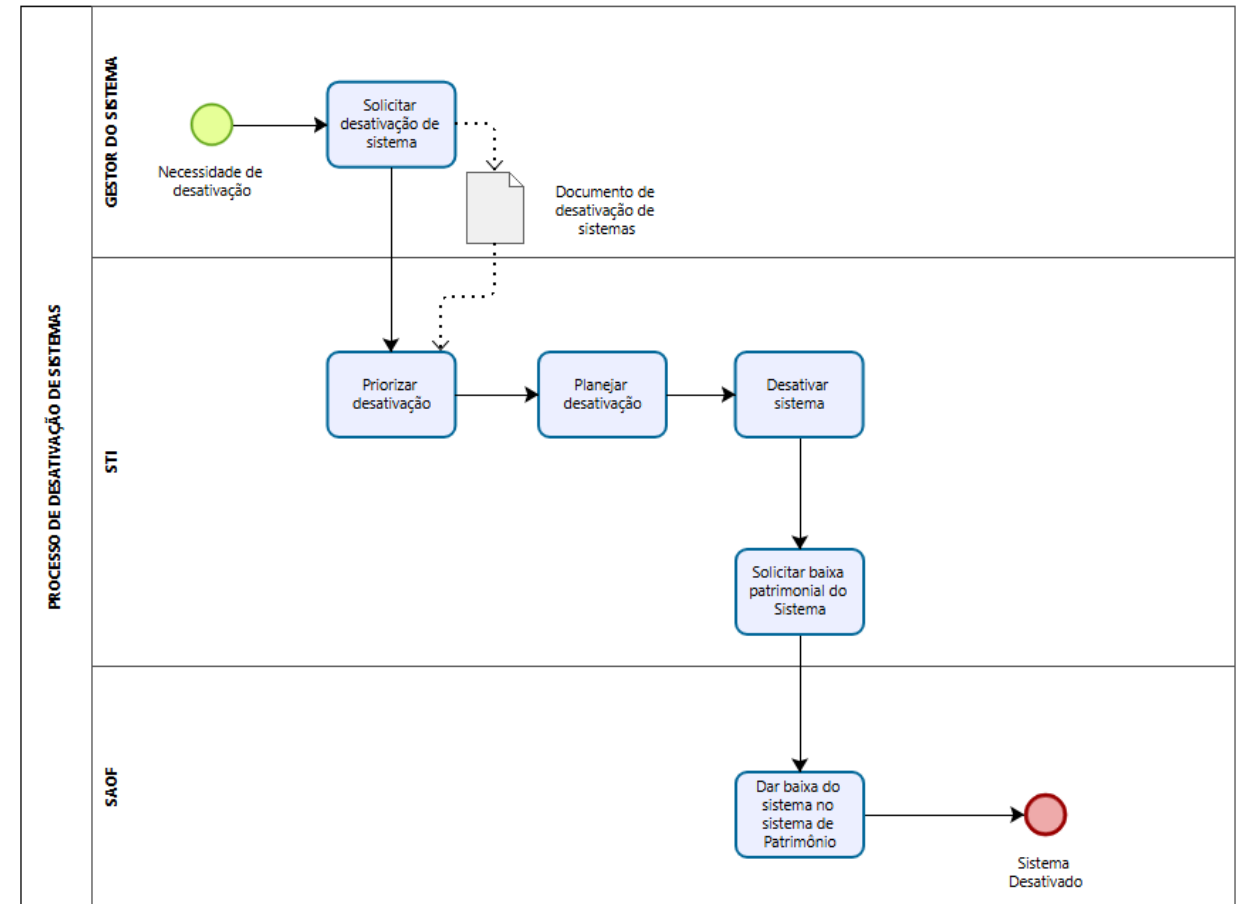 PROCESSO DE DESATIVAÇÃO DE SISTEMAS
GESTOR DO SISTEMA
Necessidade de
desativação
Solicitar
desativação de
sistema
Documento de
desativação de
sistemas
STI
Priorizar
desativação
Planejar
desativação
Desativar
sistema
Solicitar baixa
patrimonial do
Sistema
SAOF
Dar baixa do
sistema no
sistema de
Patrimônio
Sistema
Desativado